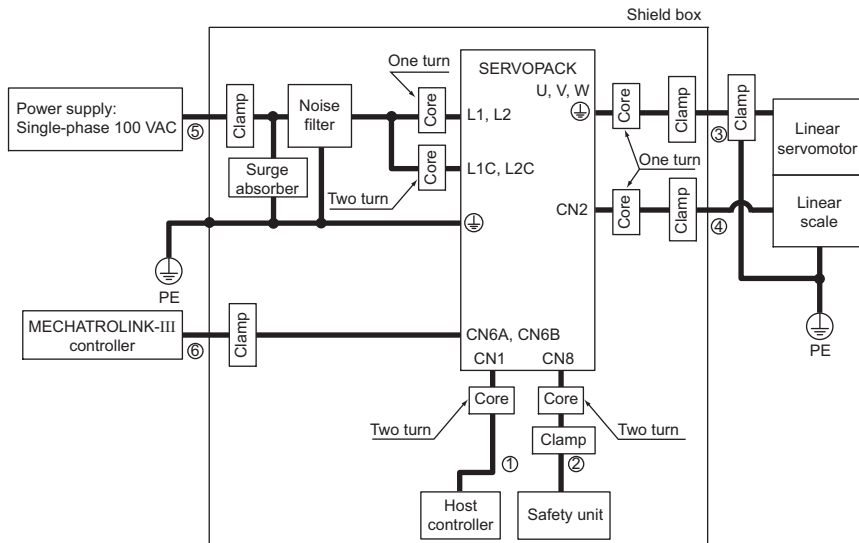 Shield box
One turn
SERVOPACK
U, V, W
Power supply:
Single-phase 100 VAC
⑤
Clamp
Noise
filter
Core
L1, L2
Core
Clamp
③
Clamp
Linear
servomotor
Surge
absorber
Two turn
Core
L1C, L2C
One turn
CN2
Core
Clamp
④
Linear
scale
PE
PE
MECHATROLINK-III
controller
⑥
Clamp
CN6A, CN6B
CN1
CN8
Two turn
Core
Core
Two turn
Clamp
①
②
Host
controller
Safety unit